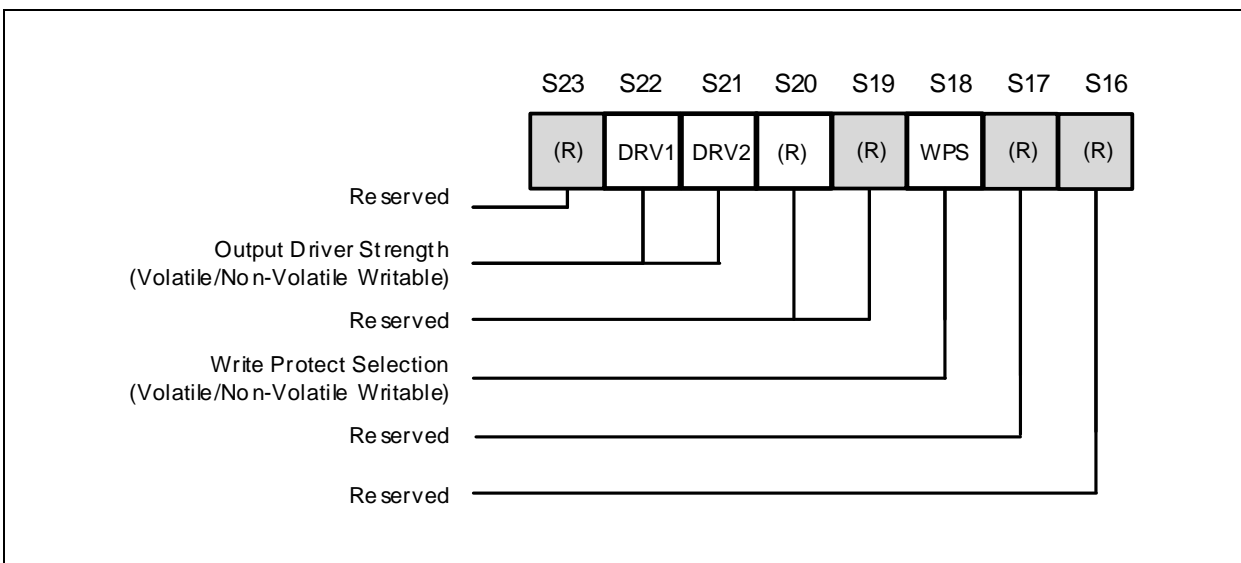 S23 S22 S21 S20 S19 S18 S17 S16
(R) DRV1 DRV2 (R) (R) WPS (R) (R)
Reserved
Output Driver Strength
(Volatile/Non-Volatile Writable)
Reserved
Write Protect Selection
(Volatile/Non-Volatile Writable)
Reserved
Reserved